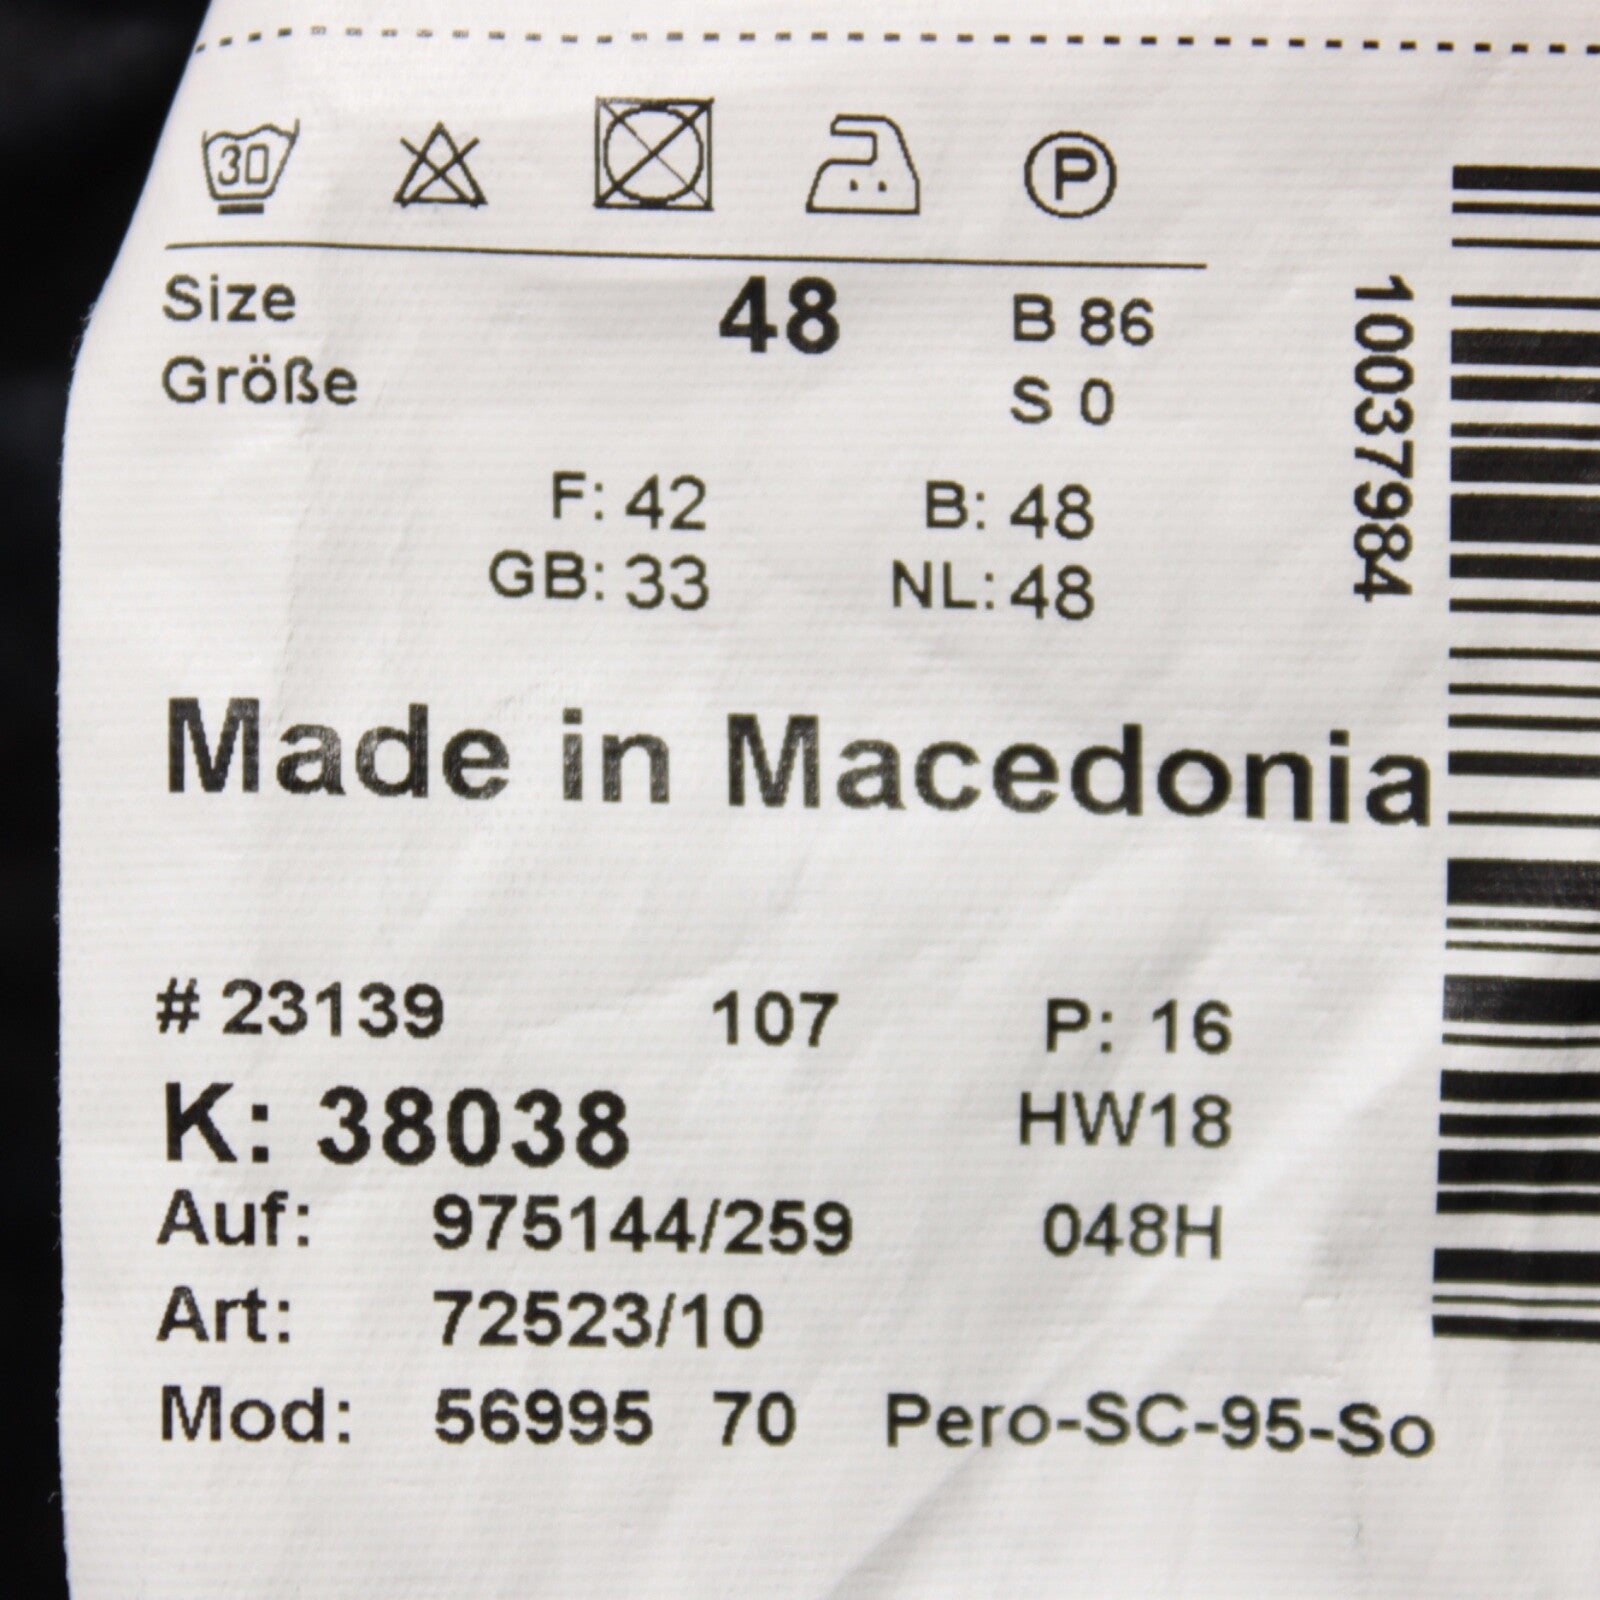 30 P
Size 48 B 86
Größe S 0
F: 42 B: 48
GB: 33 NL: 48
Made in Macedonia
# 23139 107 P: 16
K: 38038 HW18
Auf: 975144/259 048H
Art: 72523/10
Mod: 56995 70 Pero-SC-95-So
10037984